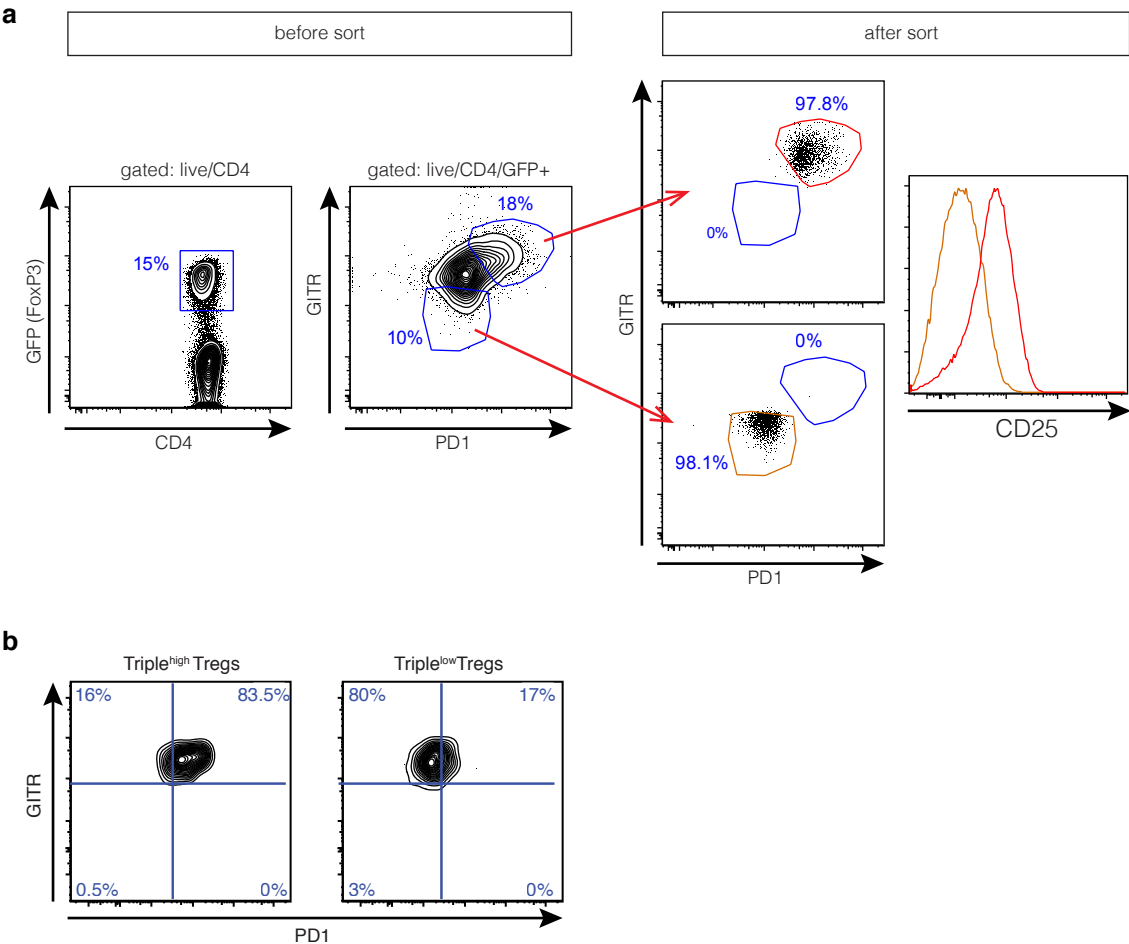 a
before sort
after sort
gated: live/CD4
gated: live/CD4/GFP+
GFP (FoxP3)
15%
CD4
GITR
18%
10%
PD1
GITR
97.8%
0%
0%
98.1%
PD1
CD25
b
Triplehigh Tregs
TriplelowTregs
GITR
16%
83.5%
0.5%
0%
80%
17%
3%
0%
PD1